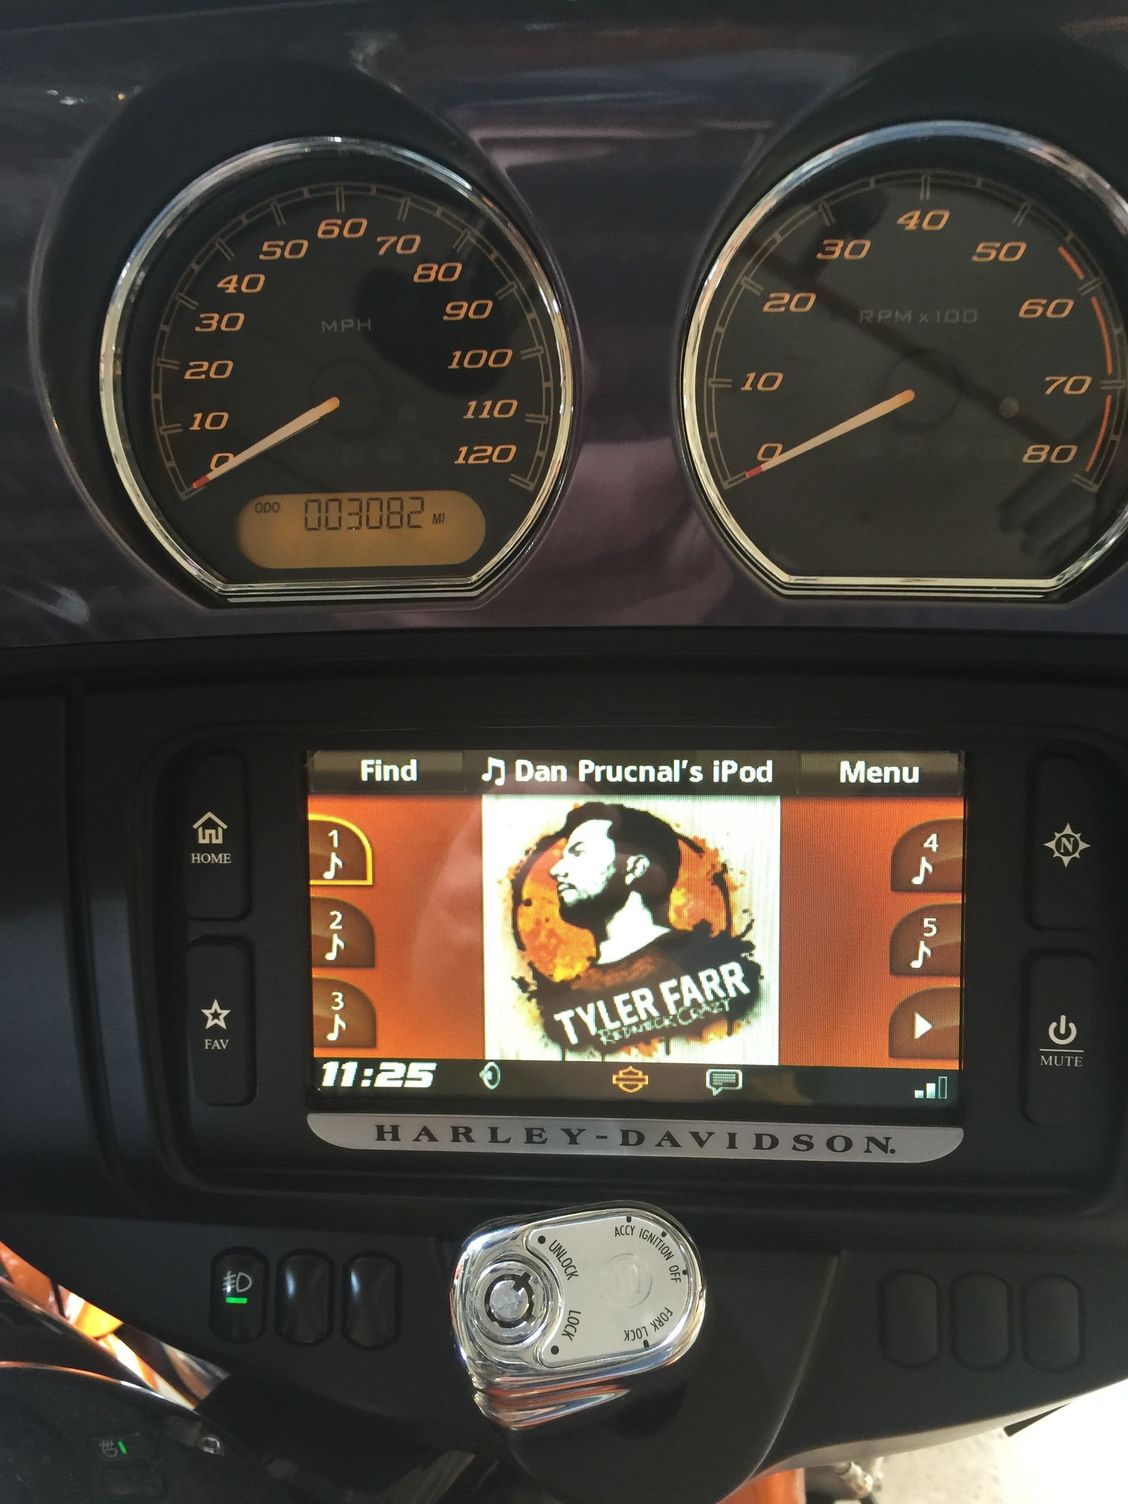 60
50 70
40 80
30 90
MPH
20 100
10 110
0 120
ODO 003082 MI
40
30 50
20 60
RPM x100
10 70
0 80
Find
Dan Prucnal's iPod
Menu
HOME
FAV
1
2
3
4
5
TYLER FARR
REDNECK CRAZY
N
MUTE
11:25
HARLEY-DAVIDSON.
ACCY IGNITION OFF
UNLOCK
LOCK
FORK LOCK